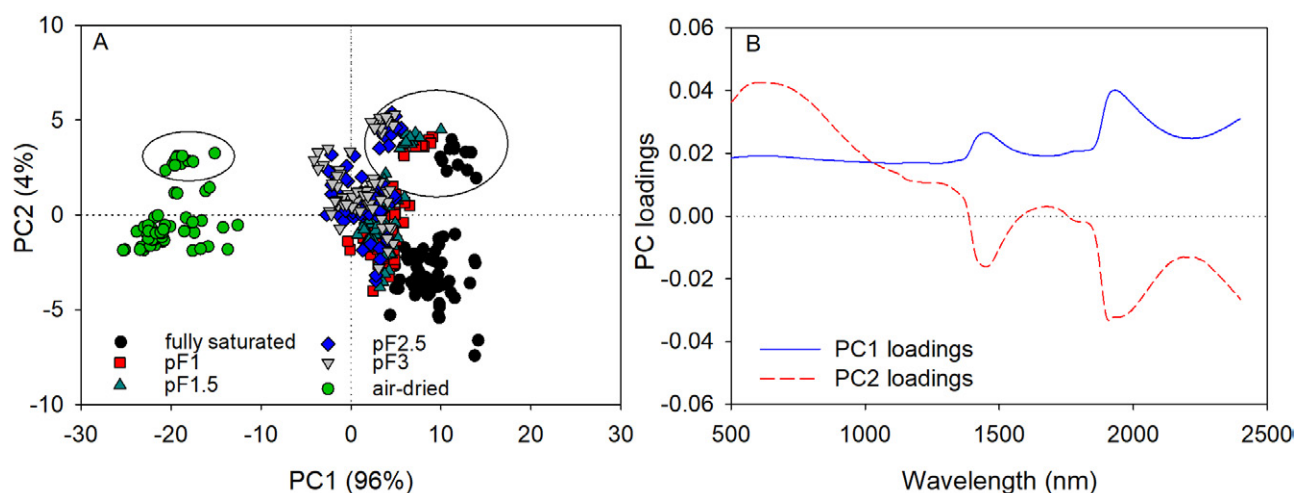 A
10
5
0
-5
-10
PC2 (4%)
fully saturated
pF1
pF1.5
pF2.5
pF3
air-dried
-30 -20 -10 0 10 20 30
PC1 (96%)
B
0.06
0.04
0.02
0.00
-0.02
-0.04
-0.06
PC loadings
PC1 loadings
PC2 loadings
500 1000 1500 2000 2500
Wavelength (nm)